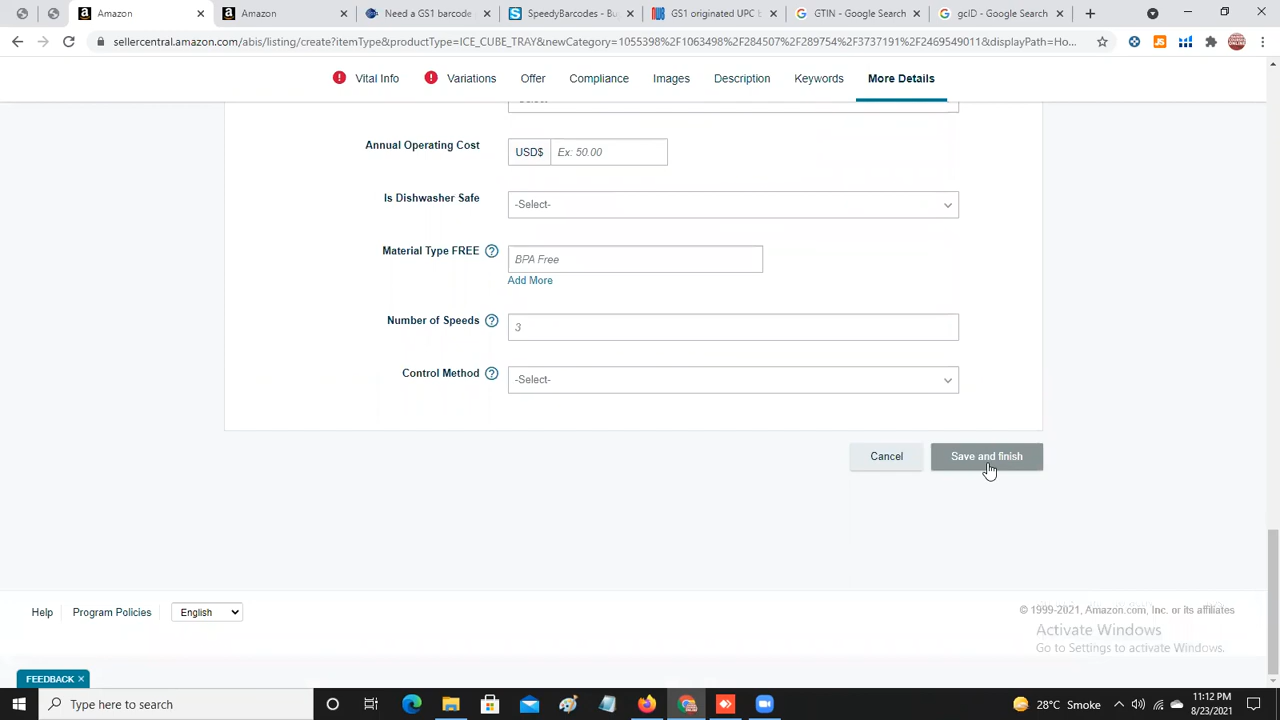 Amazon
Amazon
Need a GS1 barcode
SpeedyBarcodes - Bu
GS1 originated UPC b
GTIN - Google Search
gcID - Google Search
sellercentral.amazon.com/abis/listing/create?itemType&productType=ICE_CUBE_TRAY&newCategory=1055398%2F1063498%2F284507%2F289754%2F3737191%2F2469549011&displayPath=Ho...
Vital Info
Variations
Offer
Compliance
Images
Description
Keywords
More Details
-Select-
Annual Operating Cost
USD$
Ex: 50.00
Is Dishwasher Safe
-Select-
Material Type FREE
BPA Free
Add More
Number of Speeds
3
Control Method
-Select-
Cancel
Save and finish
Help
Program Policies
English
© 1999-2021, Amazon.com, Inc. or its affiliates
Activate Windows
Go to Settings to activate Windows.
FEEDBACK
Type here to search
28°C Smoke
11:12 PM
8/23/2021